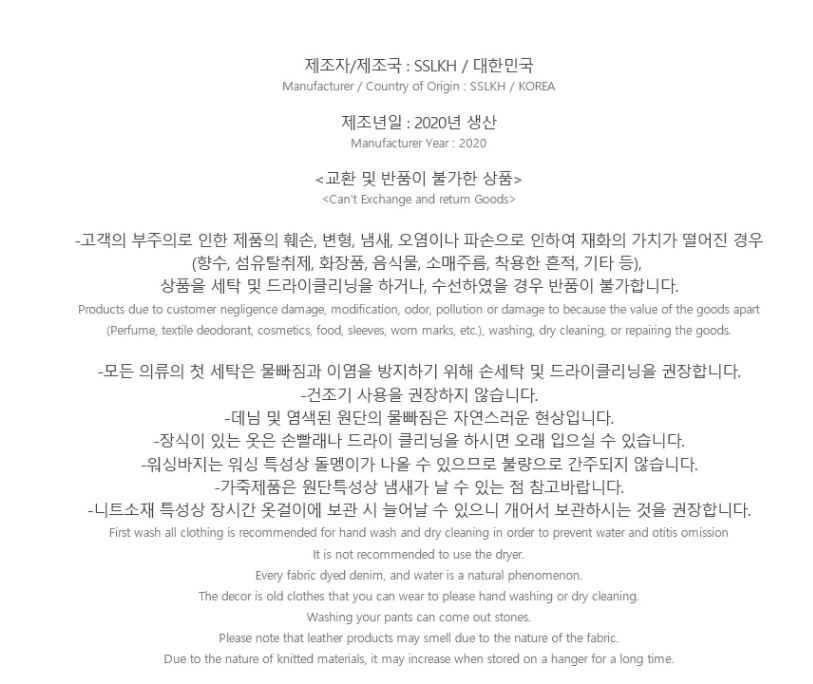 제조자/제조국 : SSLKH / 대한민국
Manufacturer / Country of Origin : SSLKH / KOREA
제조년일 : 2020년 생산
Manufacturer Year : 2020
<교환 및 반품이 불가한 상품>
<Can't Exchange and return Goods>
-고객의 부주의로 인한 제품의 훼손, 변형, 냄새, 오염이나 파손으로 인하여 재화의 가치가 떨어진 경우
(향수, 섬유탈취제, 화장품, 음식물, 소매주름, 착용한 흔적, 기타 등),
상품을 세탁 및 드라이클리닝을 하거나, 수선하였을 경우 반품이 불가합니다.
Products due to customer negligence damage, modification, odor, pollution or damage to because the value of the goods apart
(Perfume, textile deodorant, cosmetics, food, sleeves, worn marks, etc.), washing, dry cleaning, or repairing the goods.
-모든 의류의 첫 세탁은 물빠짐과 이염을 방지하기 위해 손세탁 및 드라이클리닝을 권장합니다.
-건조기 사용을 권장하지 않습니다.
-데님 및 염색된 원단의 물빠짐은 자연스러운 현상입니다.
-장식이 있는 옷은 손빨래나 드라이 클리닝을 하시면 오래 입으실 수 있습니다.
-워싱바지는 워싱 특성상 돌멩이가 나올 수 있으므로 불량으로 간주되지 않습니다.
-가죽제품은 원단특성상 냄새가 날 수 있는 점 참고바랍니다.
-니트소재 특성상 장시간 옷걸이에 보관 시 늘어날 수 있으니 개어서 보관하시는 것을 권장합니다.
First wash all clothing is recommended for hand wash and dry cleaning in order to prevent water and otitis omission
It is not recommended to use the dryer.
Every fabric dyed denim, and water is a natural phenomenon.
The decor is old clothes that you can wear to please hand washing or dry cleaning.
Washing your pants can come out stones.
Please note that leather products may smell due to the nature of the fabric.
Due to the nature of knitted materials, it may increase when stored on a hanger for a long time.